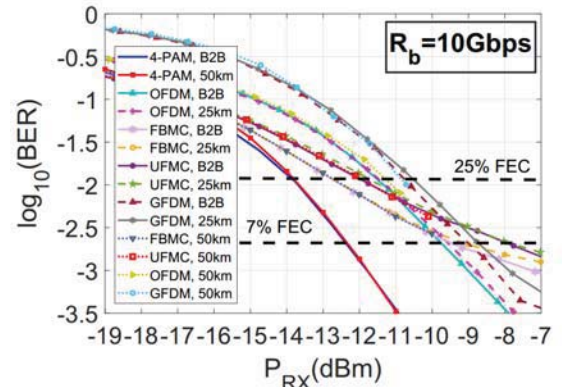 R_b=10Gbps
log10(BER)
0
-0.5
-1
-1.5
-2
-2.5
-3
-3.5
4-PAM, B2B
4-PAM, 50km
OFDM, B2B
OFDM, 25km
FBMC, B2B
FBMC, 25km
UFMC, B2B
UFMC, 25km
GFDM, B2B
GFDM, 25km
FBMC, 50km
UFMC, 50km
OFDM, 50km
GFDM, 50km
25% FEC
7% FEC
-19 -18 -17 -16 -15 -14 -13 -12 -11 -10 -9 -8 -7
P_RX(dBm)